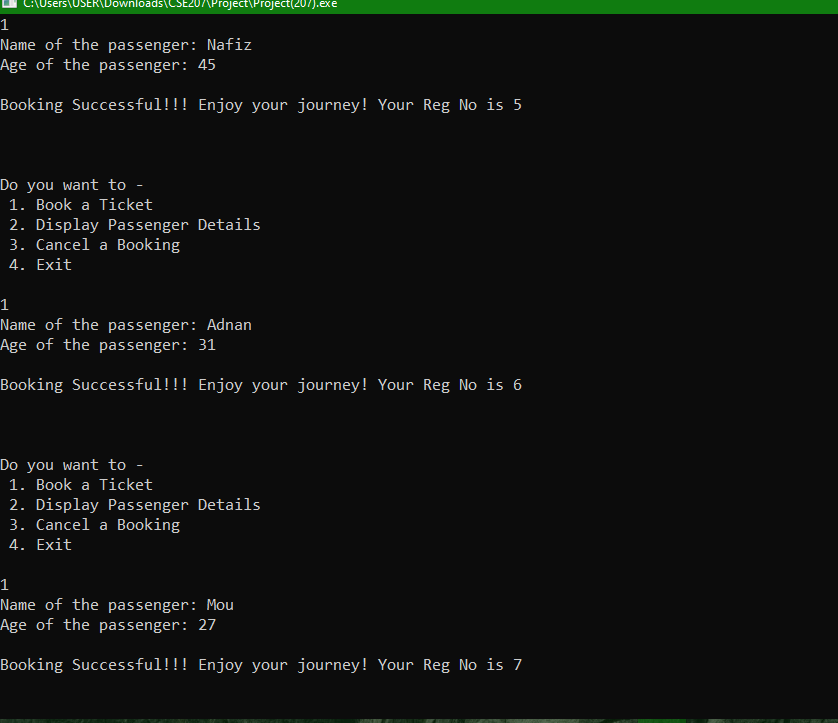 C:\Users\USER\Downloads\CSE207\Project\Project(207).exe
1
Name of the passenger: Nafiz
Age of the passenger: 45
Booking Successful!!! Enjoy your journey! Your Reg No is 5
Do you want to -
1. Book a Ticket
2. Display Passenger Details
3. Cancel a Booking
4. Exit
1
Name of the passenger: Adnan
Age of the passenger: 31
Booking Successful!!! Enjoy your journey! Your Reg No is 6
Do you want to -
1. Book a Ticket
2. Display Passenger Details
3. Cancel a Booking
4. Exit
1
Name of the passenger: Mou
Age of the passenger: 27
Booking Successful!!! Enjoy your journey! Your Reg No is 7